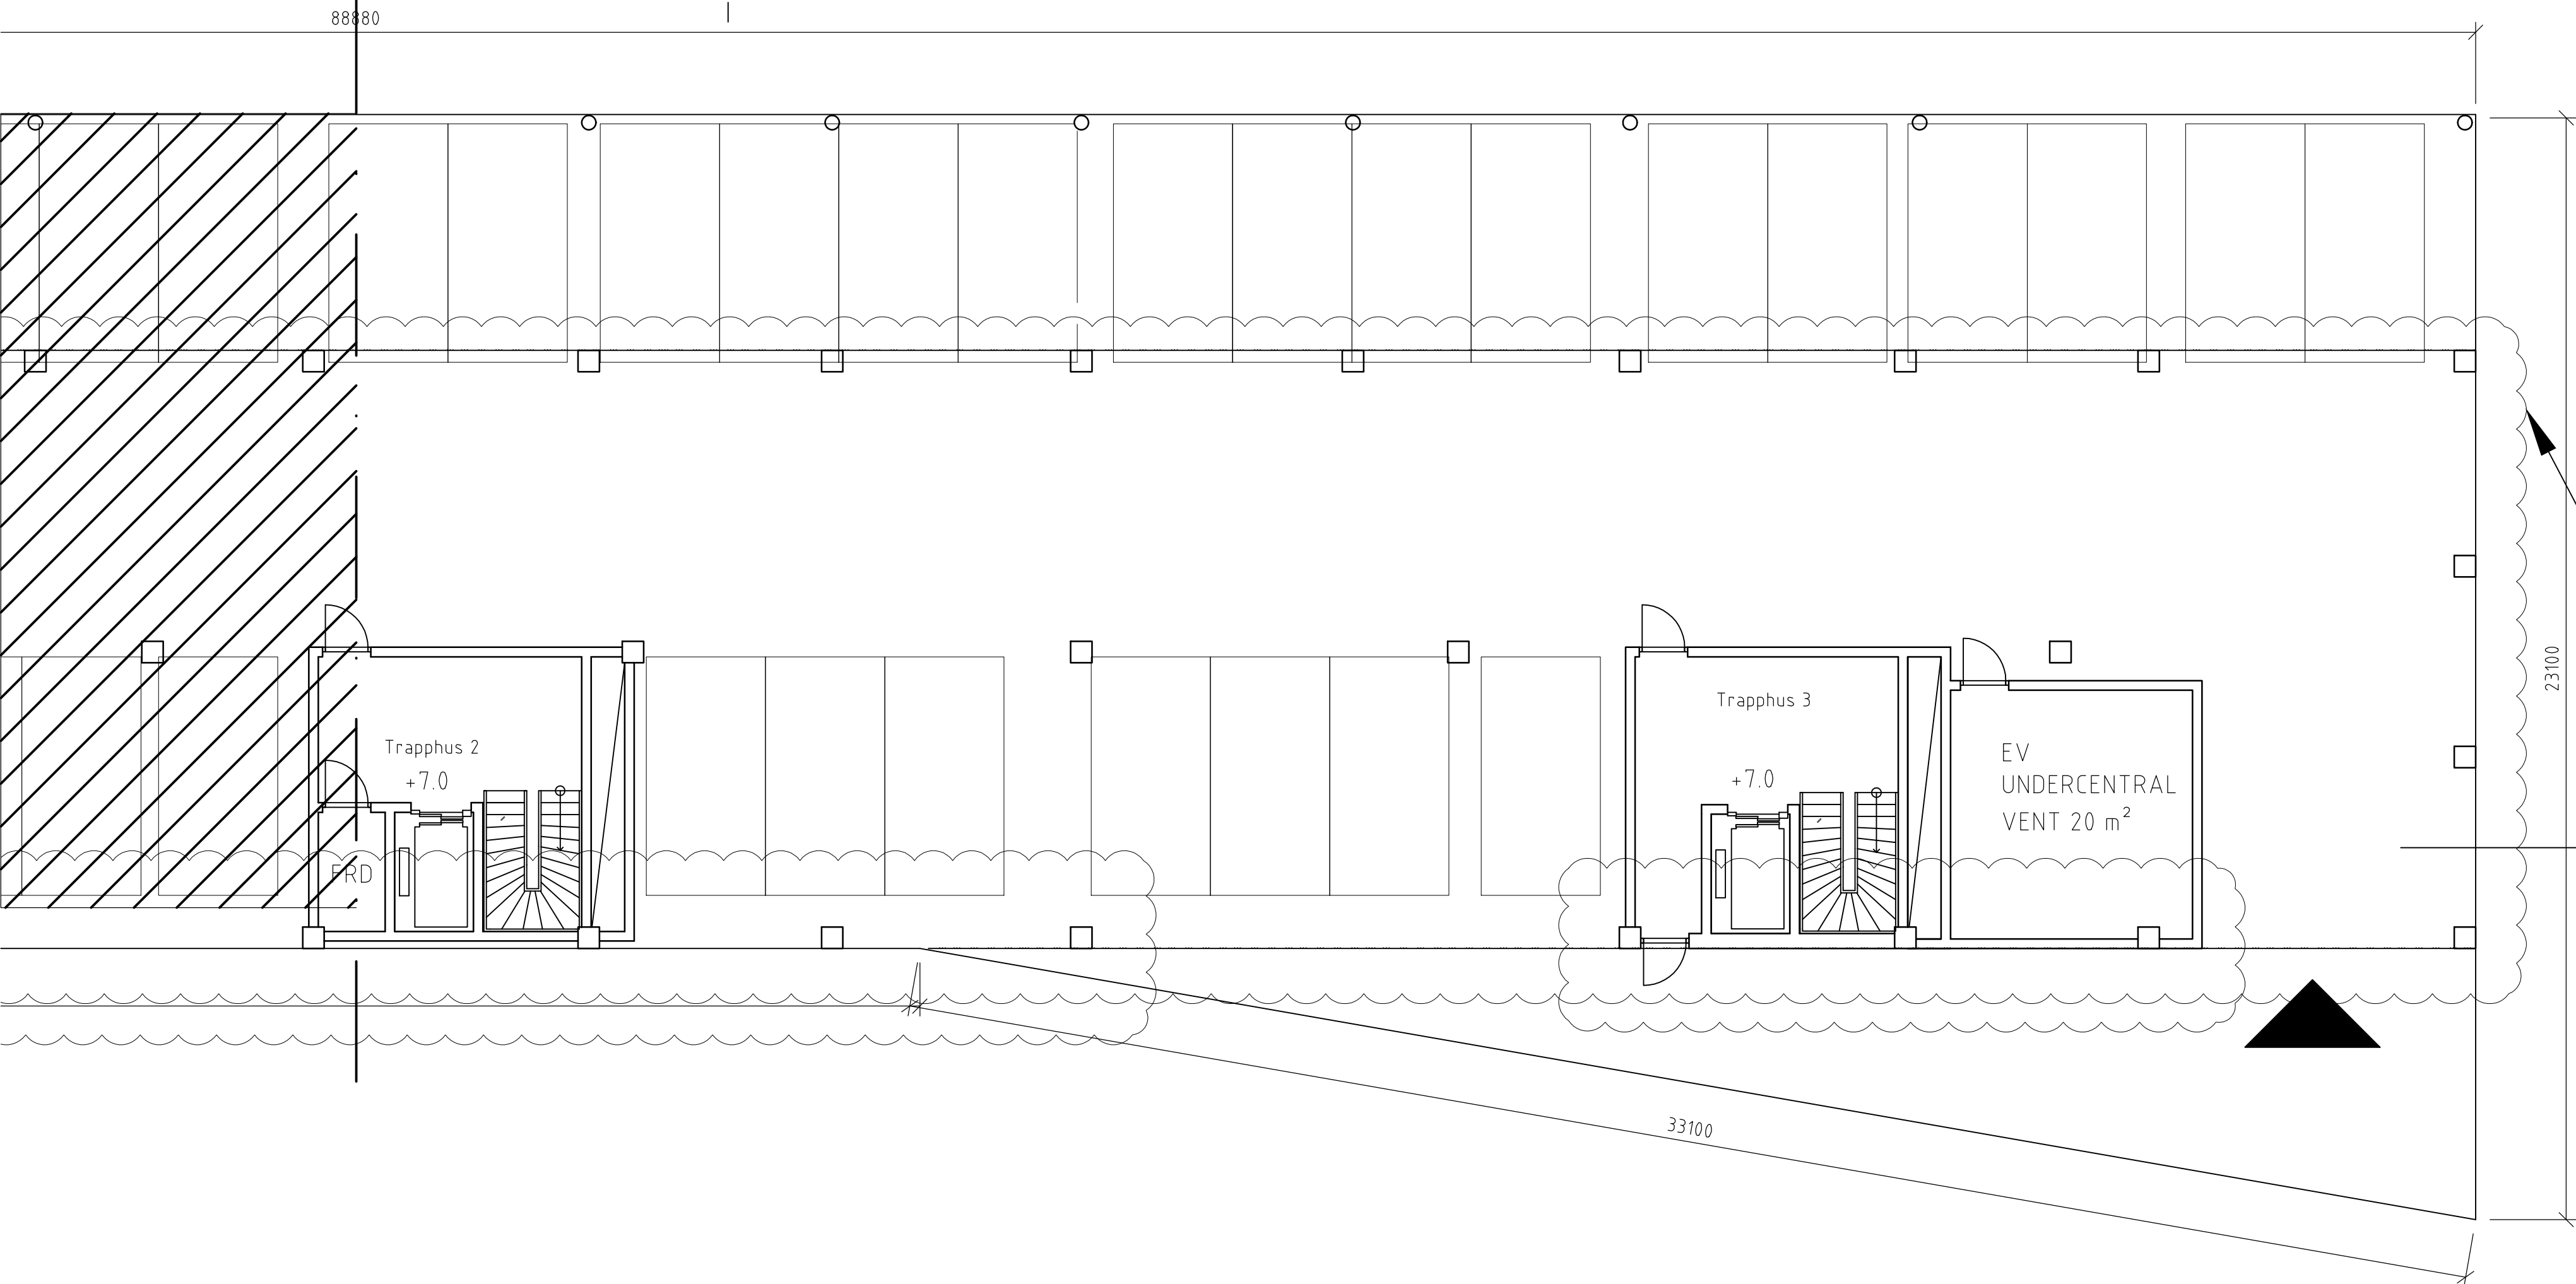 88880
Trapphus 2
+7.0
FRD
Trapphus 3
+7.0
EV
UNDERCENTRAL
VENT 20 m²
23100
33100